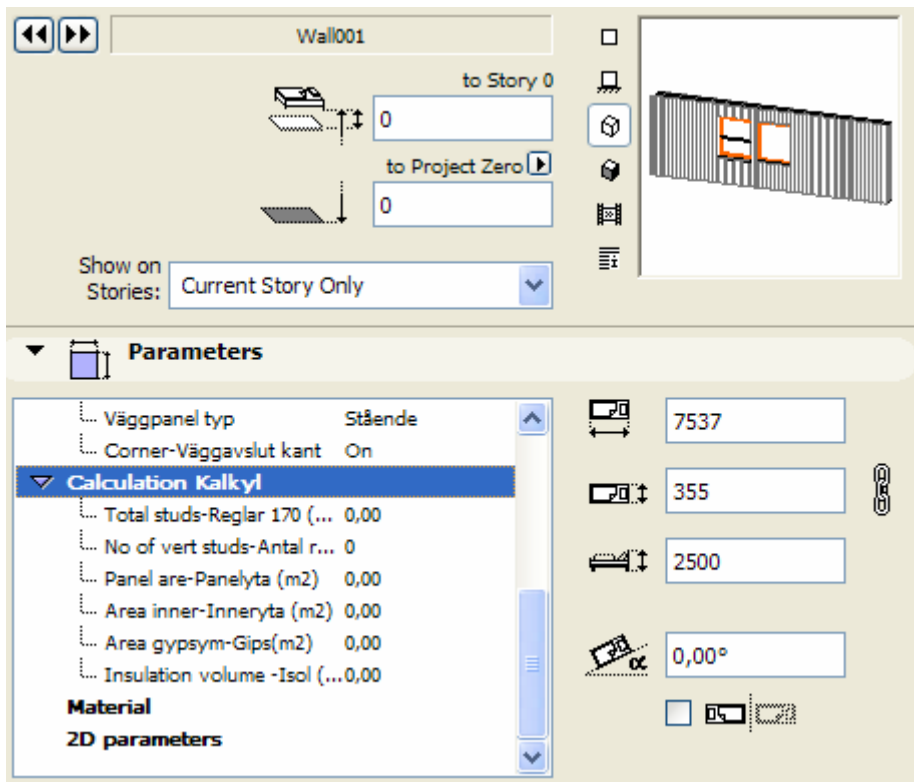 Wall001
to Story 0
0
to Project Zero
0
Show on
Stories:
Current Story Only
Parameters
Väggpanel typ Stående
Corner-Väggavslut kant On
Calculation Kalkyl
Total studs-Reglar 170 (... 0,00
No of vert studs-Antal r... 0
Panel are-Panelyta (m2) 0,00
Area inner-Inneryta (m2) 0,00
Area gypsym-Gips(m2) 0,00
Insulation volume -Isol (...0,00
Material
2D parameters
7537
355
2500
α
0,00°